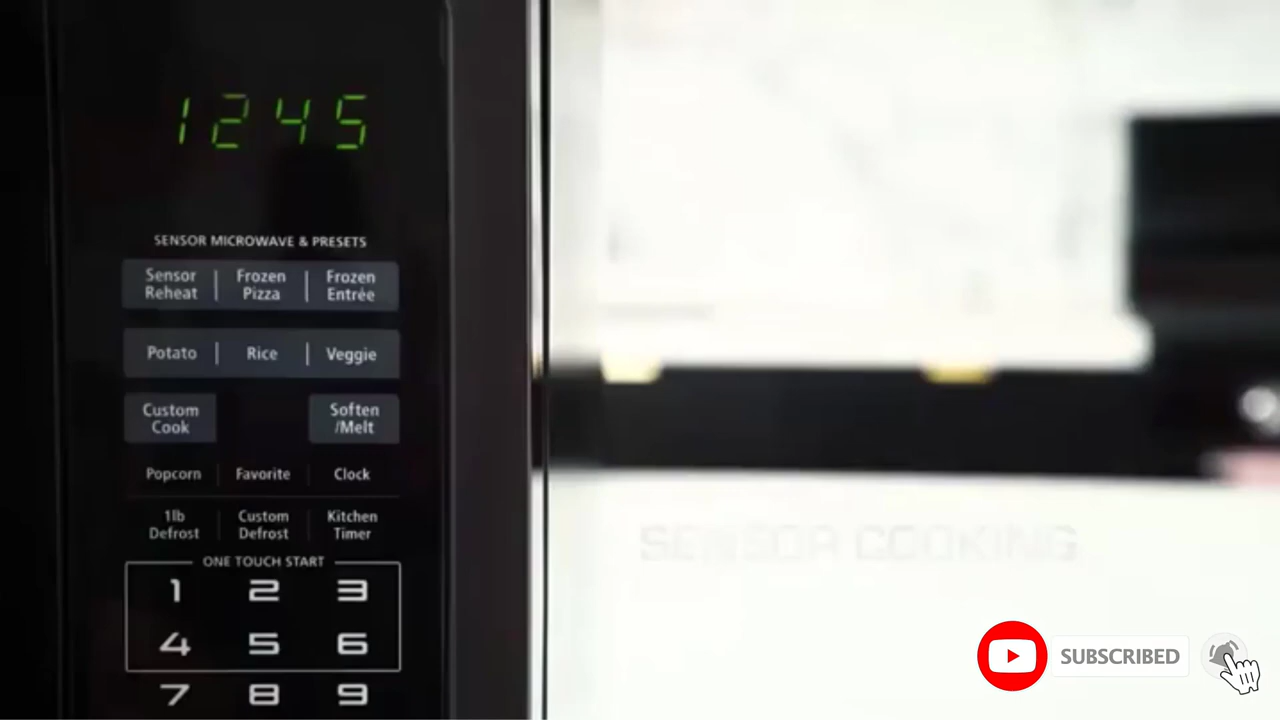 1245
SENSOR MICROWAVE & PRESETS
Sensor Reheat
Frozen Pizza
Frozen Entrée
Potato
Rice
Veggie
Custom Cook
Soften /Melt
Popcorn
Favorite
Clock
1lb Defrost
Custom Defrost
Kitchen Timer
ONE TOUCH START
1 2 3
4 5 6
7 8 9
SENSOR COOKING
SUBSCRIBED